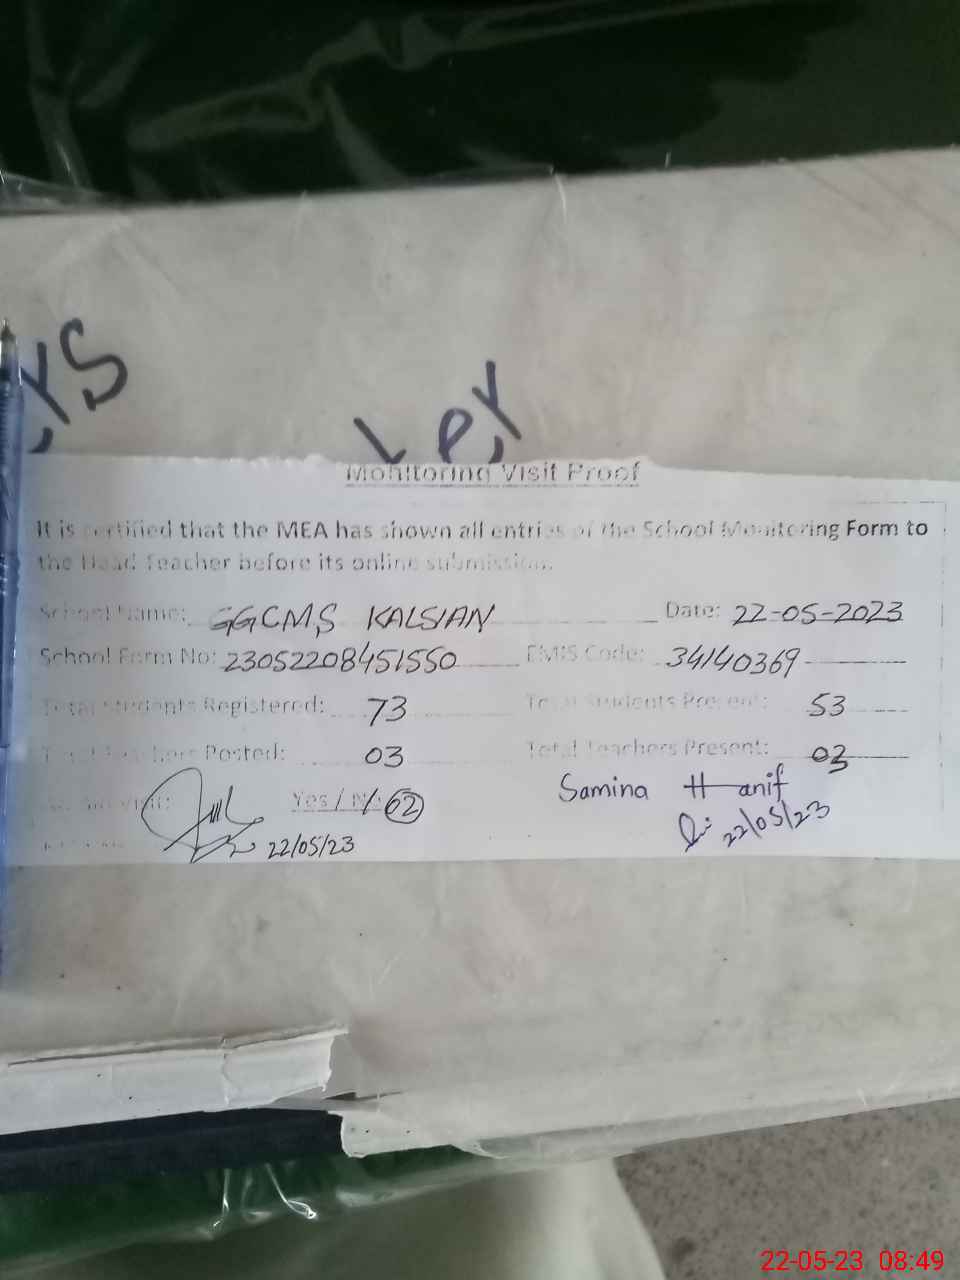 Monitoring Visit Proof
It is certified that the MEA has shown all entries of the School Monitoring Form to
the Head Teacher before its online submission.
School Name: GGCMS KALSIAN Date: 22-05-2023
School Form No: 23052208451550 EMIS Code: 34140369
Total Students Registered: 73 Total Students Present: 53
Total Teachers Posted: 03 Total Teachers Present: 03
Visit: Yes / No 02 Samina Hanif
22/05/23 22/05/23
22-05-23 08:49